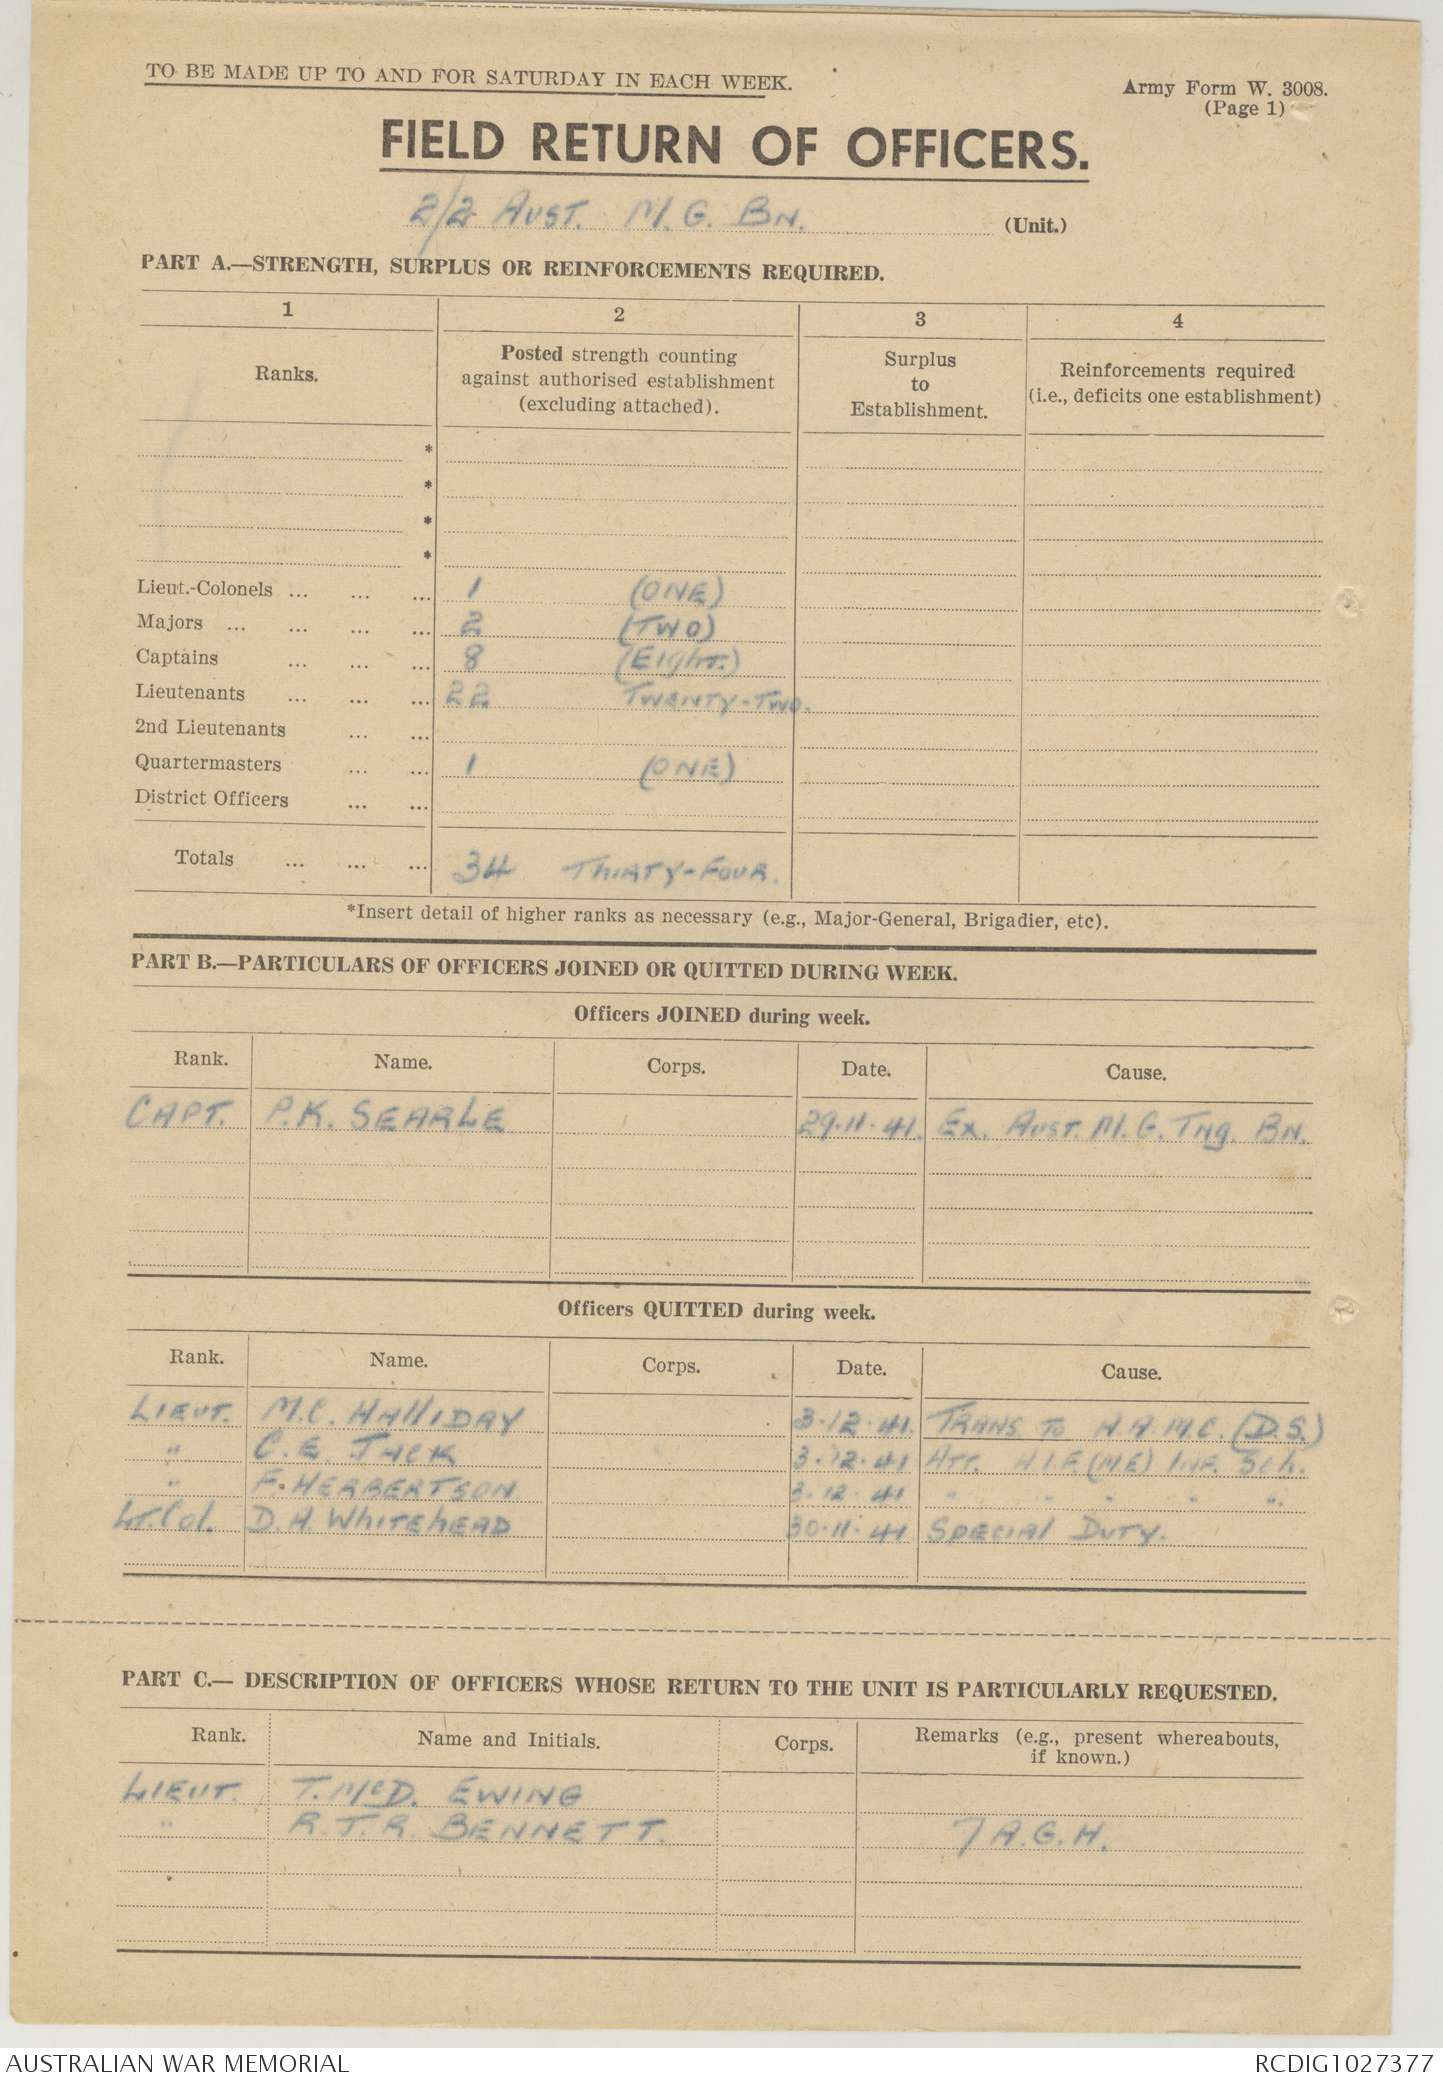 TO BE MADE UP TO AND FOR SATURDAY IN EACH WEEK.
Army Form W. 3008.
(Page 1)
FIELD RETURN OF OFFICERS.
2/2 AUST. M.G. BN. (Unit.)
PART A.—STRENGTH, SURPLUS OR REINFORCEMENTS REQUIRED.
1 2 3 4
Ranks. Posted strength counting against authorised establishment (excluding attached). Surplus to Establishment. Reinforcements required (i.e., deficits one establishment)
*
*
*
*
Lieut.-Colonels ... ... ... 1 (ONE)
Majors ... ... ... ... 2 (TWO)
Captains ... ... ... 8 (Eight.)
Lieutenants ... ... ... 22 TWENTY-TWO.
2nd Lieutenants ... ...
Quartermasters ... ... 1 (ONE)
District Officers ... ...
Totals ... ... ... 34 THIRTY-FOUR.
*Insert detail of higher ranks as necessary (e.g., Major-General, Brigadier, etc).
PART B.—PARTICULARS OF OFFICERS JOINED OR QUITTED DURING WEEK.
Officers JOINED during week.
Rank. Name. Corps. Date. Cause.
CAPT. P.K. SEARLE 29.11.41. Ex. AUST. M.G. TNg. BN.
Officers QUITTED during week.
Rank. Name. Corps. Date. Cause.
LIEUT. M.C. HALLIDAY 3.12.41. TRANS TO A.A.M.C. (D.S.)
" C.E. JACK 3.12.41 ATT. A.I.F. (ME) INF. Sch.
" F. HERBERTSON 3.12.41 " " " " ".
Lt.Col. D.A. WHITEHEAD 30.11.41 SPECIAL DUTY.
PART C.— DESCRIPTION OF OFFICERS WHOSE RETURN TO THE UNIT IS PARTICULARLY REQUESTED.
Rank. Name and Initials. Corps. Remarks (e.g., present whereabouts, if known.)
LIEUT. T. McD. EWING
" R.J.R. BENNETT. 7 A.G.H.
AUSTRALIAN WAR MEMORIAL
RCDIG1027377